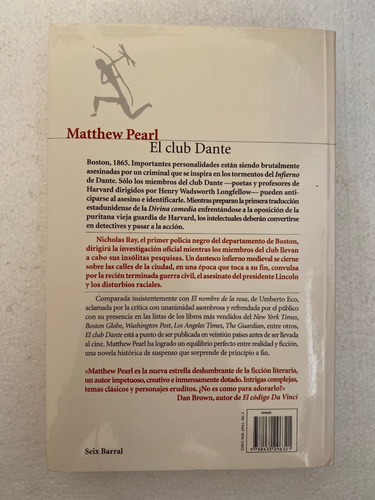 Matthew Pearl
El club Dante
Boston, 1865. Importantes personalidades están siendo brutalmente
asesinadas por un criminal que se inspira en los tormentos del Infierno
de Dante. Sólo los miembros del club Dante —poetas y profesores de
Harvard dirigidos por Henry Wadsworth Longfellow— pueden anti-
ciparse al asesino e identificarle. Mientras preparan la primera traducción
estadunidense de la Divina comedia enfrentándose a la oposición de la
puritana vieja guardia de Harvard, los intelectuales deberán convertirse
en detectives y pasar a la acción.
Nicholas Ray, el primer policía negro del departamento de Boston,
dirigirá la investigación oficial mientras los miembros del club llevan
a cabo sus insólitas pesquisas. Un dantesco infierno medieval se cierne
sobre las calles de la ciudad, en una época que toca a su fin, convulsa
por la recién terminada guerra civil, el asesinato del presidente Lincoln
y los disturbios raciales.
Comparada insistentemente con El nombre de la rosa, de Umberto Eco,
aclamada por la crítica con unanimidad asombrosa y refrendada por el
público con su presencia en las listas de los libros más vendidos del New York Times,
Boston Globe, Washington Post, Los Angeles Times, The Guardian, entre otros,
El club Dante está a punto de ser publicada en veintiún países antes de ser llevada
al cine. Matthew Pearl ha logrado un equilibrio perfecto entre realidad y ficción,
una novela histórica de suspense que sorprende de principio a fin.
«Matthew Pearl es la nueva estrella deslumbrante de la ficción literaria,
un autor impetuoso, creativo e inmensamente dotado. Intrigas complejas,
temas clásicos y personajes eruditos. ¿No es como para adorarlo?»
Dan Brown, autor de El código Da Vinci
Seix Barral
9 788432 296321